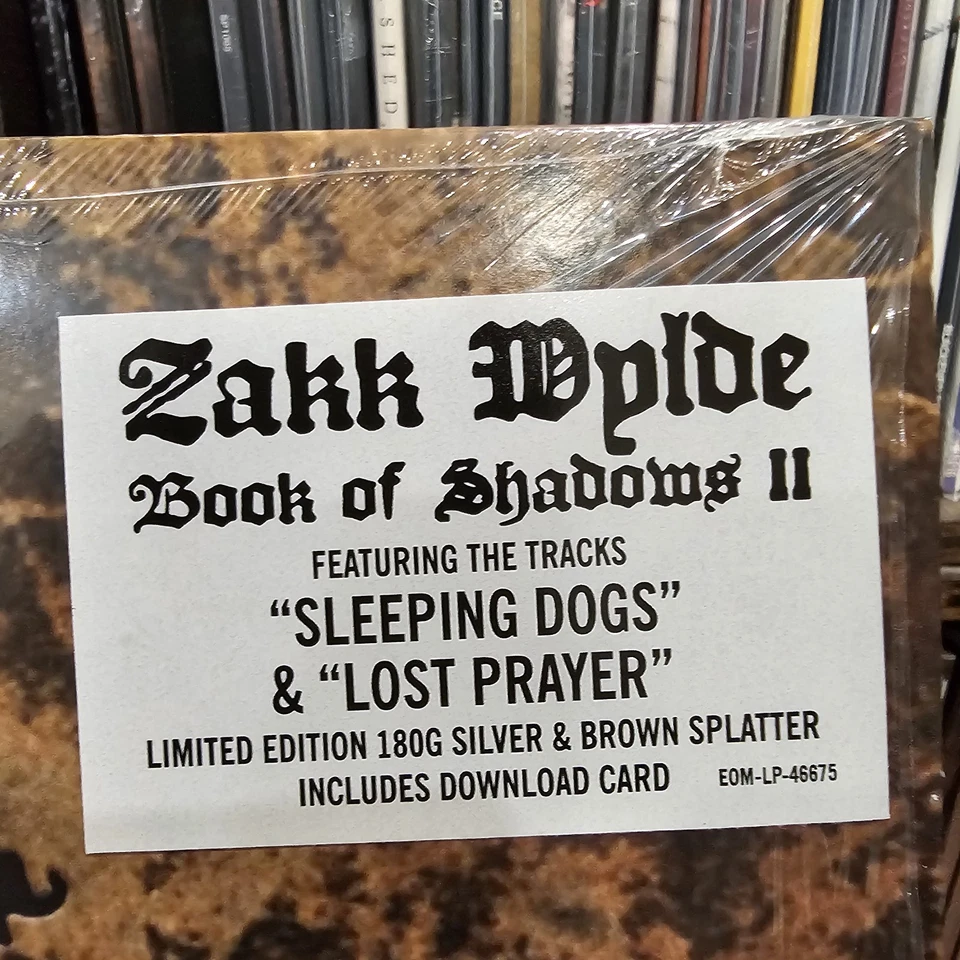 SHED
Zakk Wylde
Book of Shadows II
FEATURING THE TRACKS
“SLEEPING DOGS”
& “LOST PRAYER”
LIMITED EDITION 180G SILVER & BROWN SPLATTER
INCLUDES DOWNLOAD CARD EOM-LP-46675